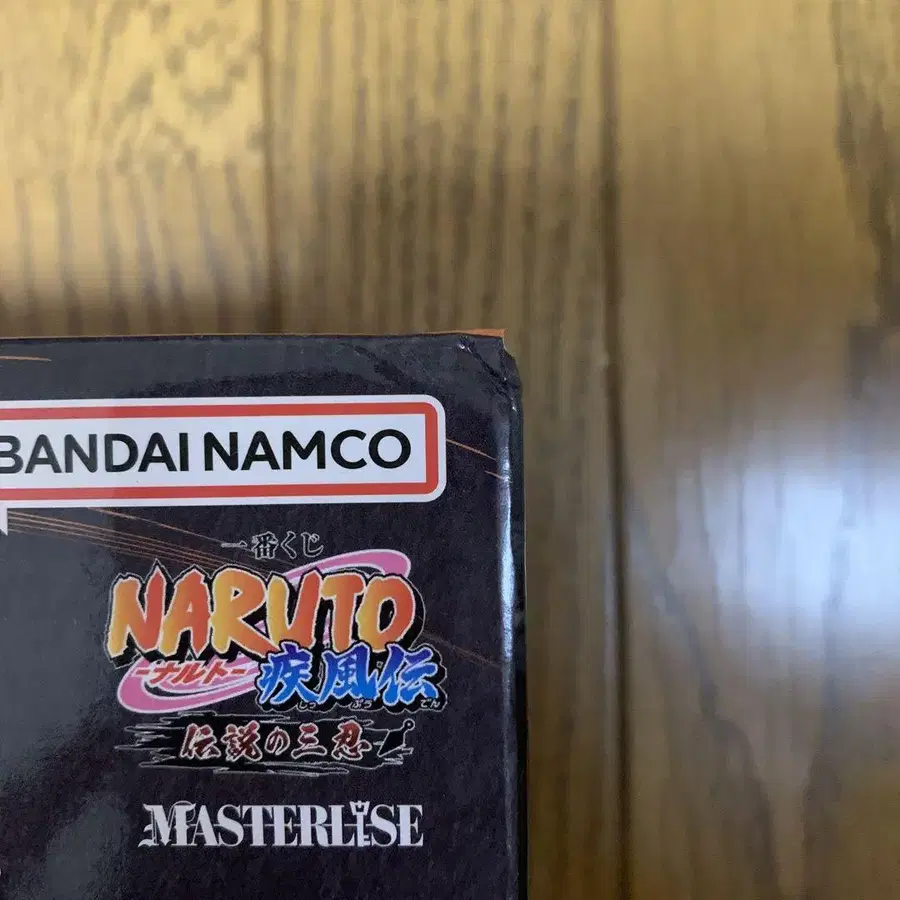 BANDAI NAMCO
一番くじ
NARUTO
-ナルト-
疾風伝
しっ ぷう でん
伝説の三忍
MASTERLISE